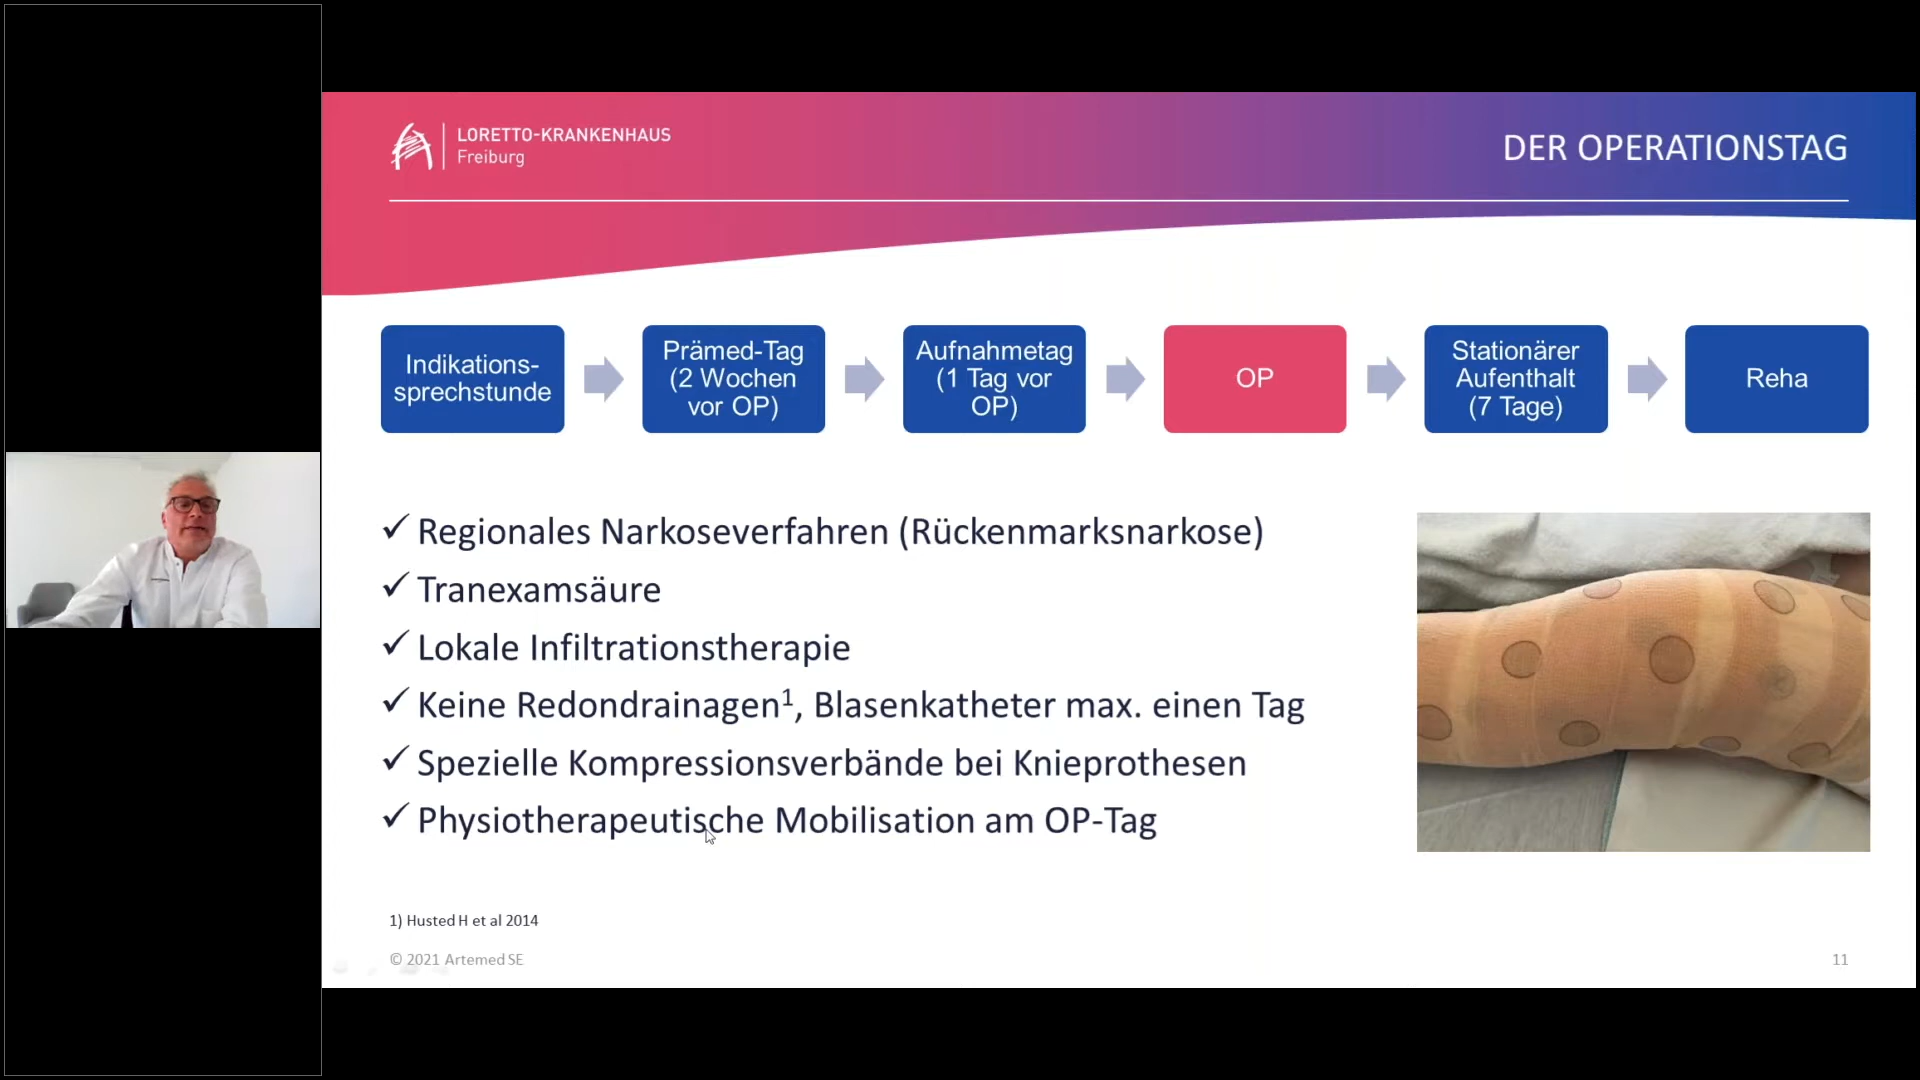 LORETTO-KRANKENHAUS
Freiburg
DER OPERATIONSTAG
Indikations-
sprechstunde
Prämed-Tag
(2 Wochen
vor OP)
Aufnahmetag
(1 Tag vor
OP)
OP
Stationärer
Aufenthalt
(7 Tage)
Reha
✓ Regionales Narkoseverfahren (Rückenmarksnarkose)
✓ Tranexamsäure
✓ Lokale Infiltrationstherapie
✓ Keine Redondrainagen¹, Blasenkatheter max. einen Tag
✓ Spezielle Kompressionsverbände bei Knieprothesen
✓ Physiotherapeutische Mobilisation am OP-Tag
1) Husted H et al 2014
© 2021 Artemed SE
11